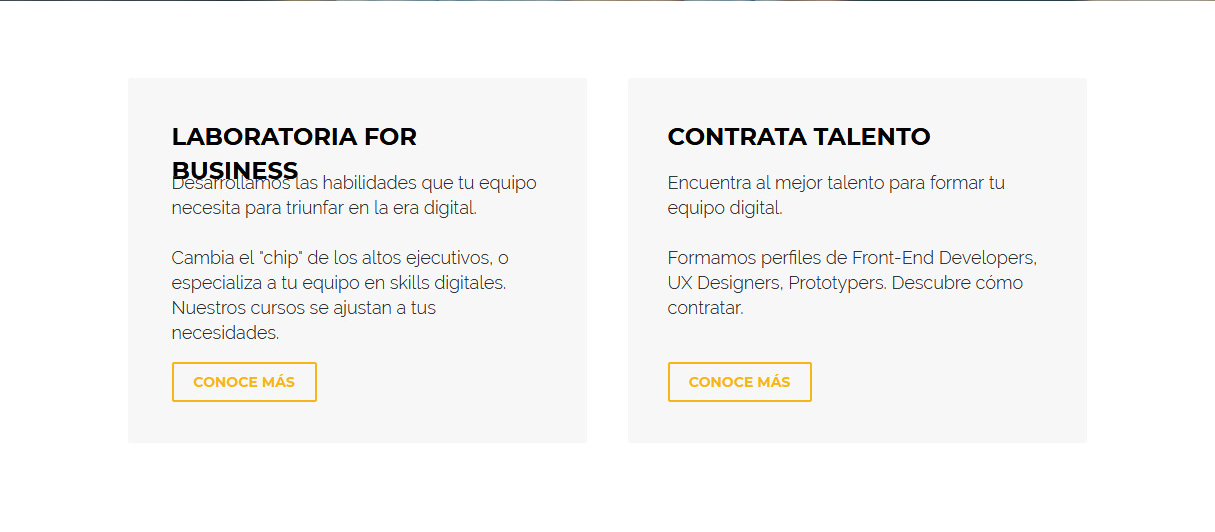 LABORATORIA FOR
BUSINESS
Desarrollamos las habilidades que tu equipo
necesita para triunfar en la era digital.
Cambia el "chip" de los altos ejecutivos, o
especializa a tu equipo en skills digitales.
Nuestros cursos se ajustan a tus
necesidades.
CONOCE MÁS
CONTRATA TALENTO
Encuentra al mejor talento para formar tu
equipo digital.
Formamos perfiles de Front-End Developers,
UX Designers, Prototypers. Descubre cómo
contratar.
CONOCE MÁS